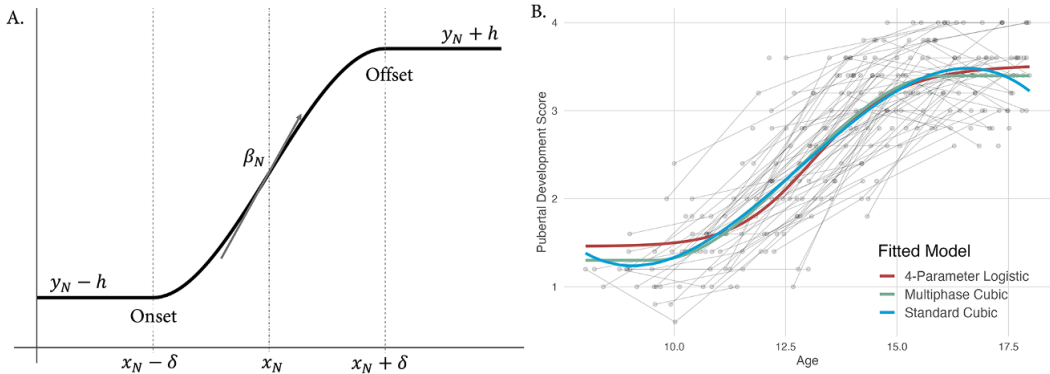 A.
y_N + h
Offset
β_N
y_N − h
Onset
x_N − δ
x_N
x_N + δ
B.
Pubertal Development Score
4
3
2
1
Fitted Model
4-Parameter Logistic
Multiphase Cubic
Standard Cubic
10.0
12.5
15.0
17.5
Age